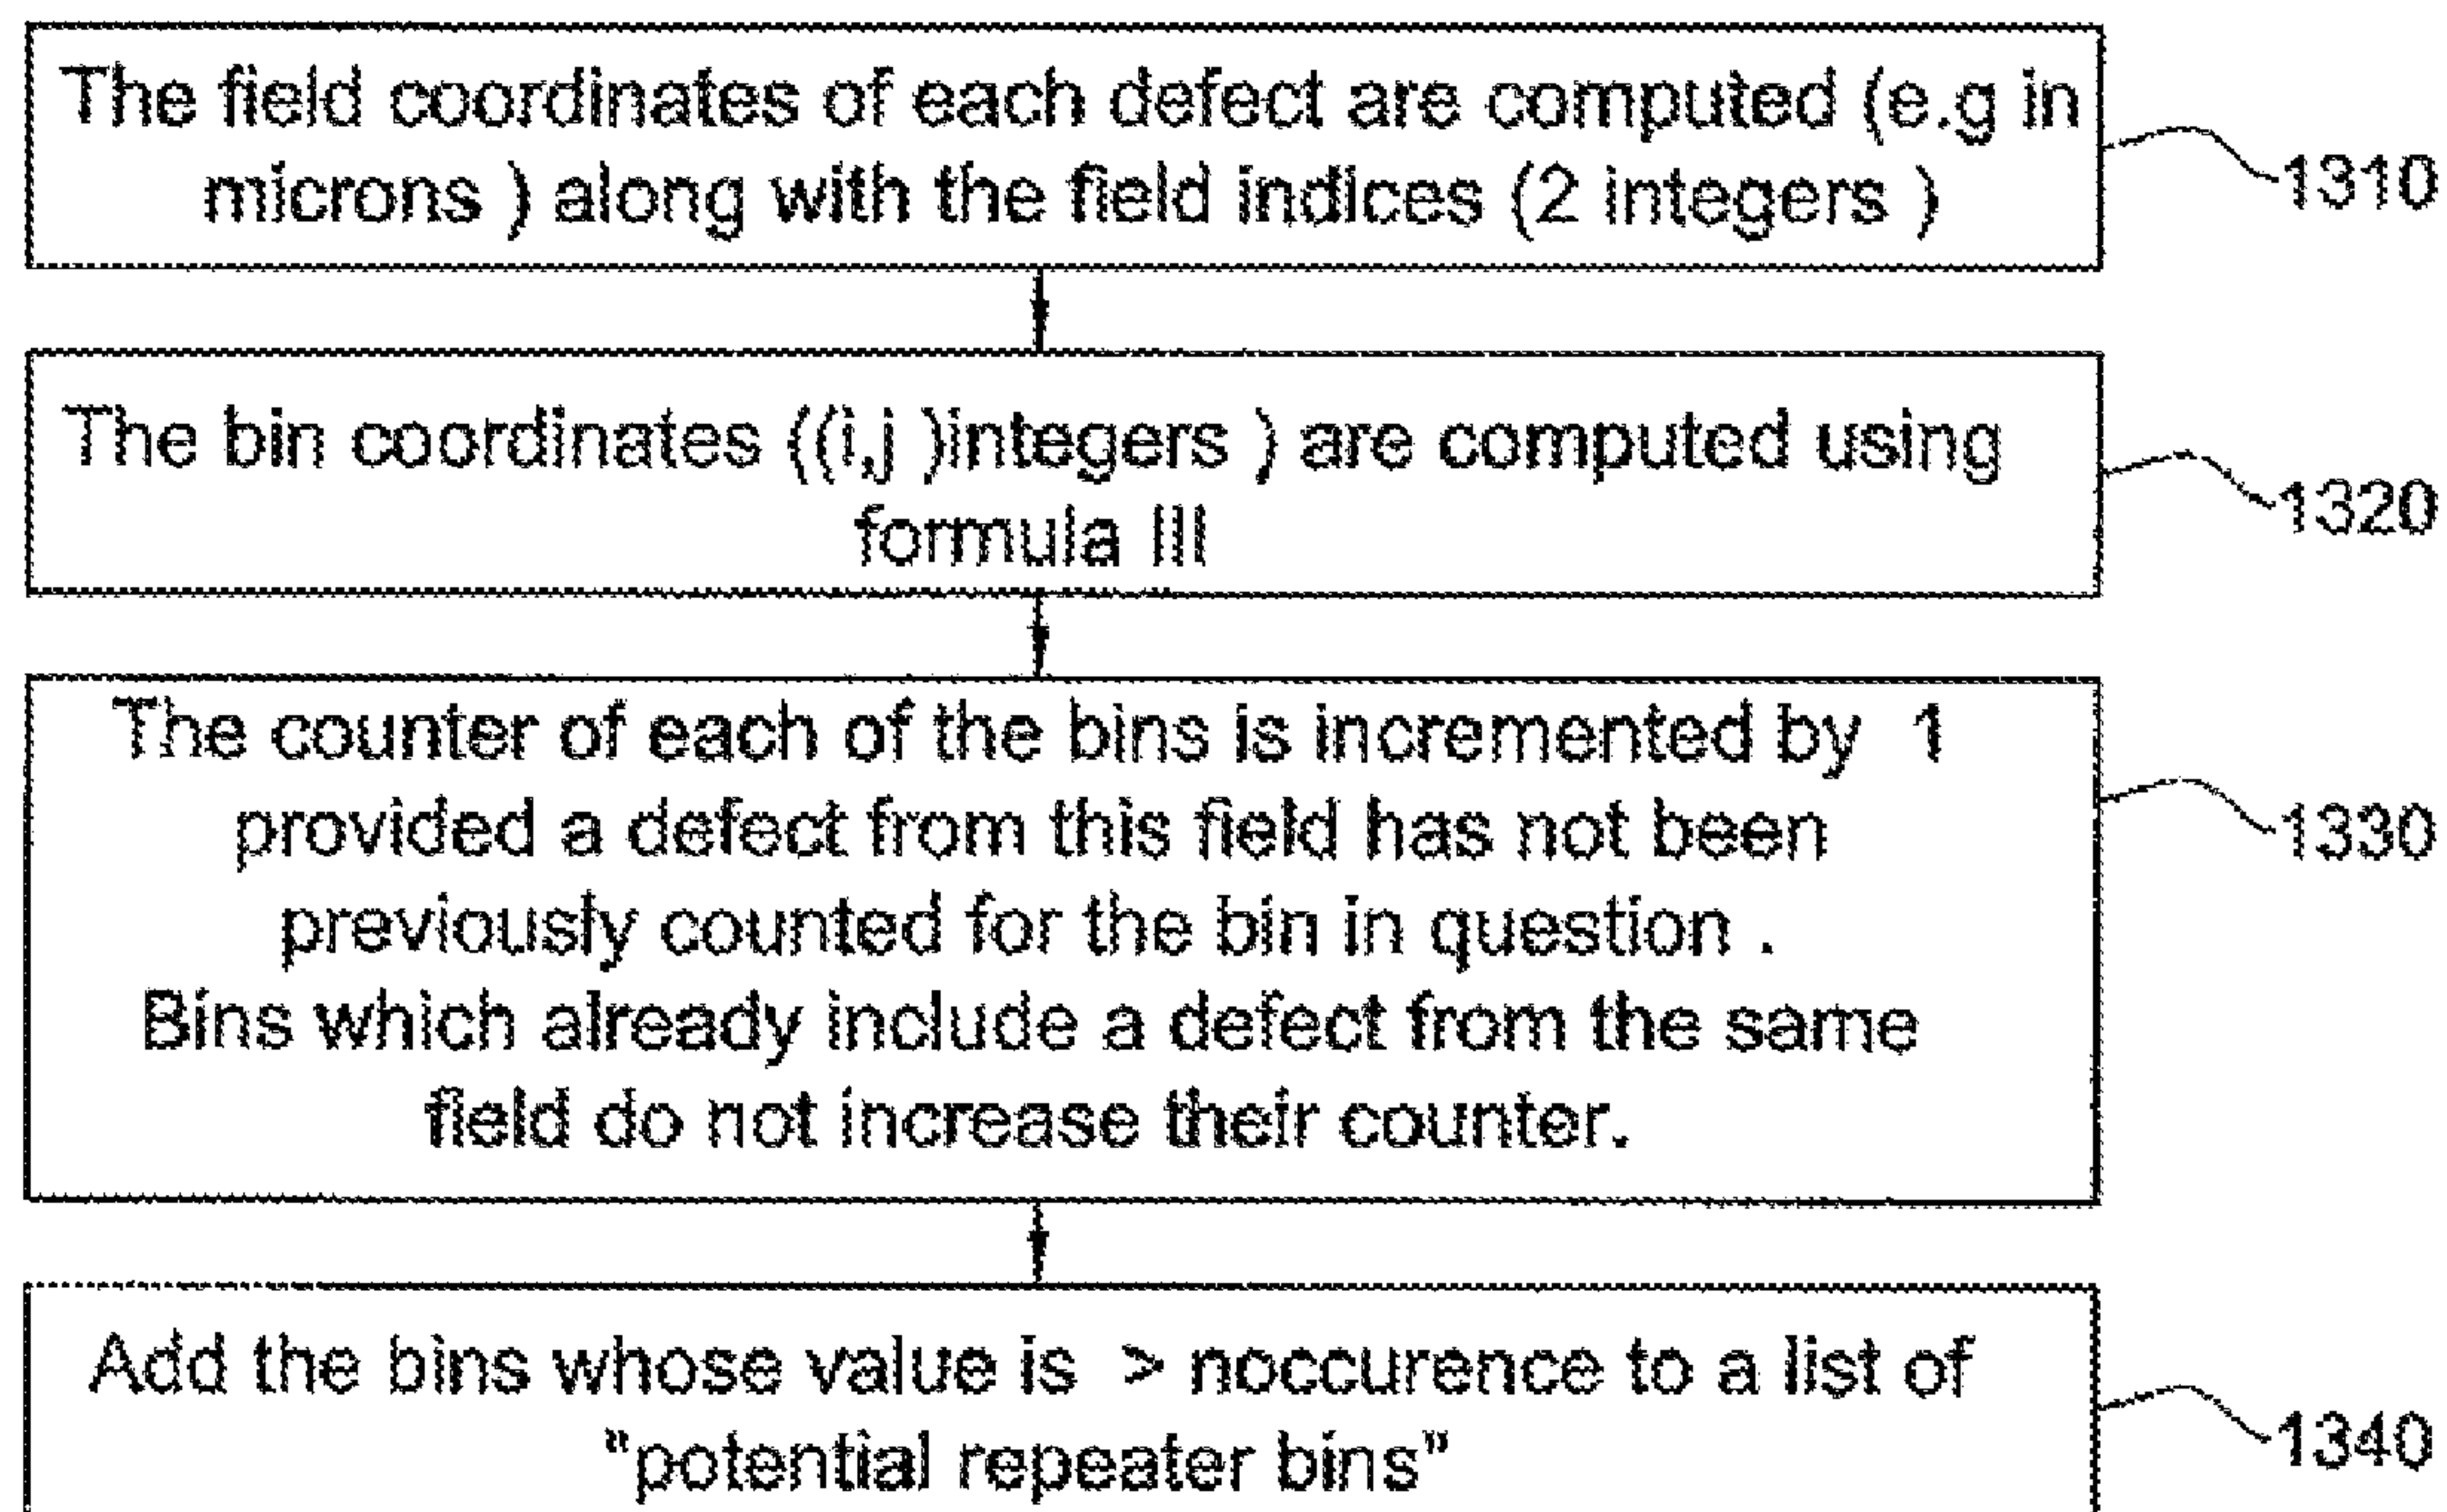 The field coordinates of each defect are computed (e.g in
microns ) along with the field indices (2 integers )
1310
The bin coordinates ((i,j )integers ) are computed using
formula III
1320
The counter of each of the bins is incremented by 1
provided a defect from this field has not been
previously counted for the bin in question .
Bins which already include a defect from the same
field do not increase their counter.
1330
Add the bins whose value is > noccurence to a list of
"potential repeater bins"
1340